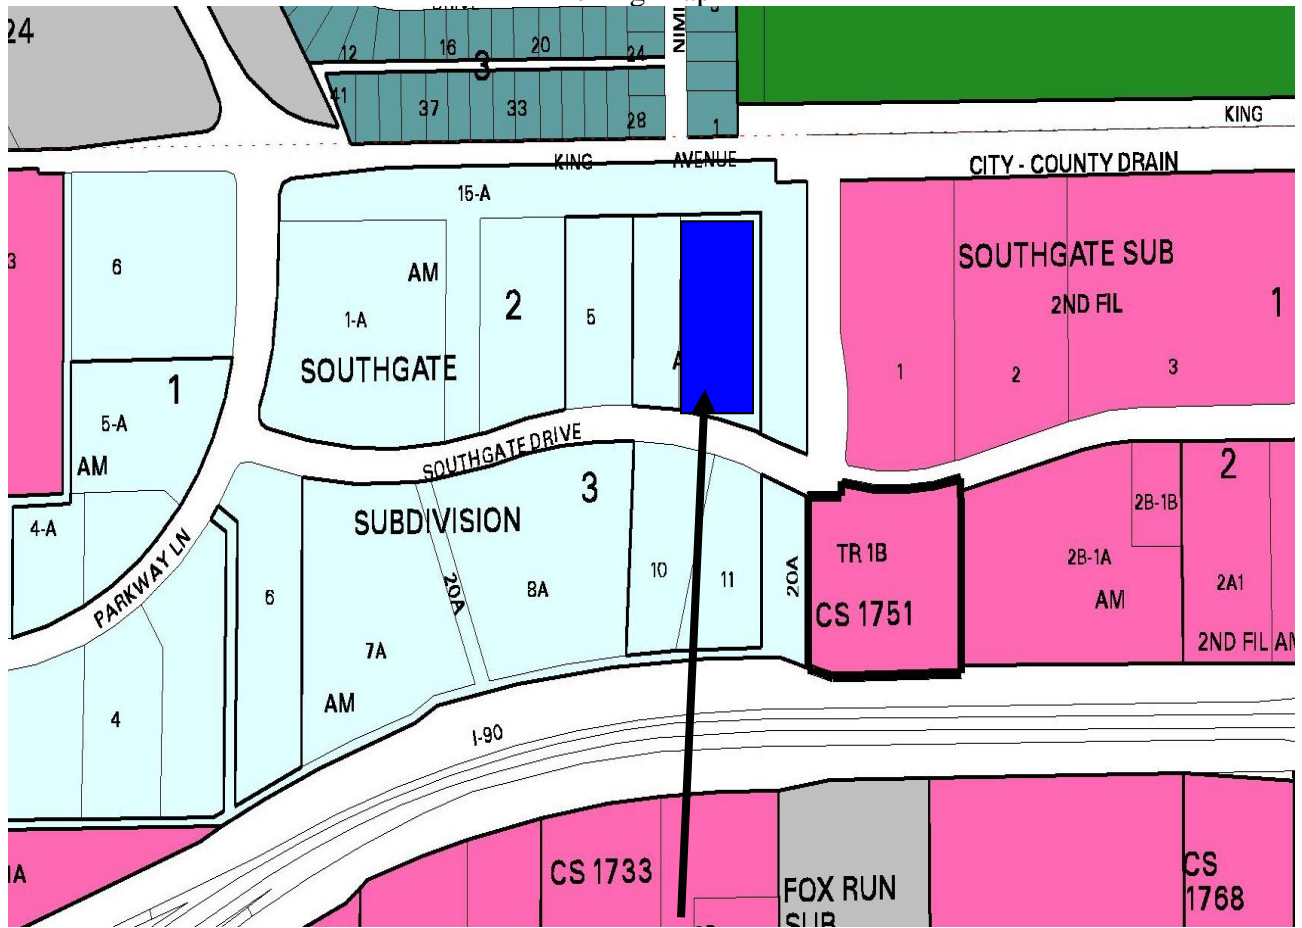 24
12
16
20
24
3
NIMI
41
37
33
28
1
KING
KING
AVENUE
CITY - COUNTY DRAIN
15-A
3
6
AM
1-A
2
5
SOUTHGATE
SOUTHGATE SUB
2ND FIL
1
1
2
3
1
5-A
AM
4-A
SOUTHGATE DRIVE
3
SUBDIVISION
2
2B-1B
PARKWAY LN
6
20A
8A
10
11
20A
TR 1B
CS 1751
2B-1A
AM
2A1
2ND FIL AM
7A
AM
4
I-90
CS 1733
FOX RUN
SUB
CS
1768